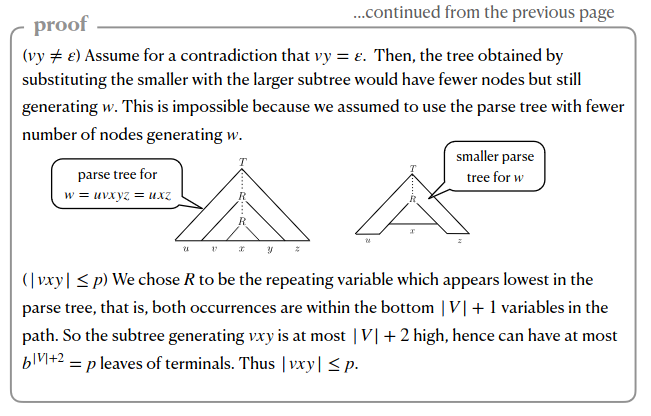 ...continued from the previous page
proof
(vy ≠ ε) Assume for a contradiction that vy = ε. Then, the tree obtained by
substituting the smaller with the larger subtree would have fewer nodes but still
generating w. This is impossible because we assumed to use the parse tree with fewer
number of nodes generating w.
parse tree for
w = uvxyz = uxz
T
R
R
u v x y z
smaller parse
tree for w
T
R
x
u z
(|vxy| ≤ p) We chose R to be the repeating variable which appears lowest in the
parse tree, that is, both occurrences are within the bottom |V| + 1 variables in the
path. So the subtree generating vxy is at most |V| + 2 high, hence can have at most
b^{|V|+2} = p leaves of terminals. Thus |vxy| ≤ p.